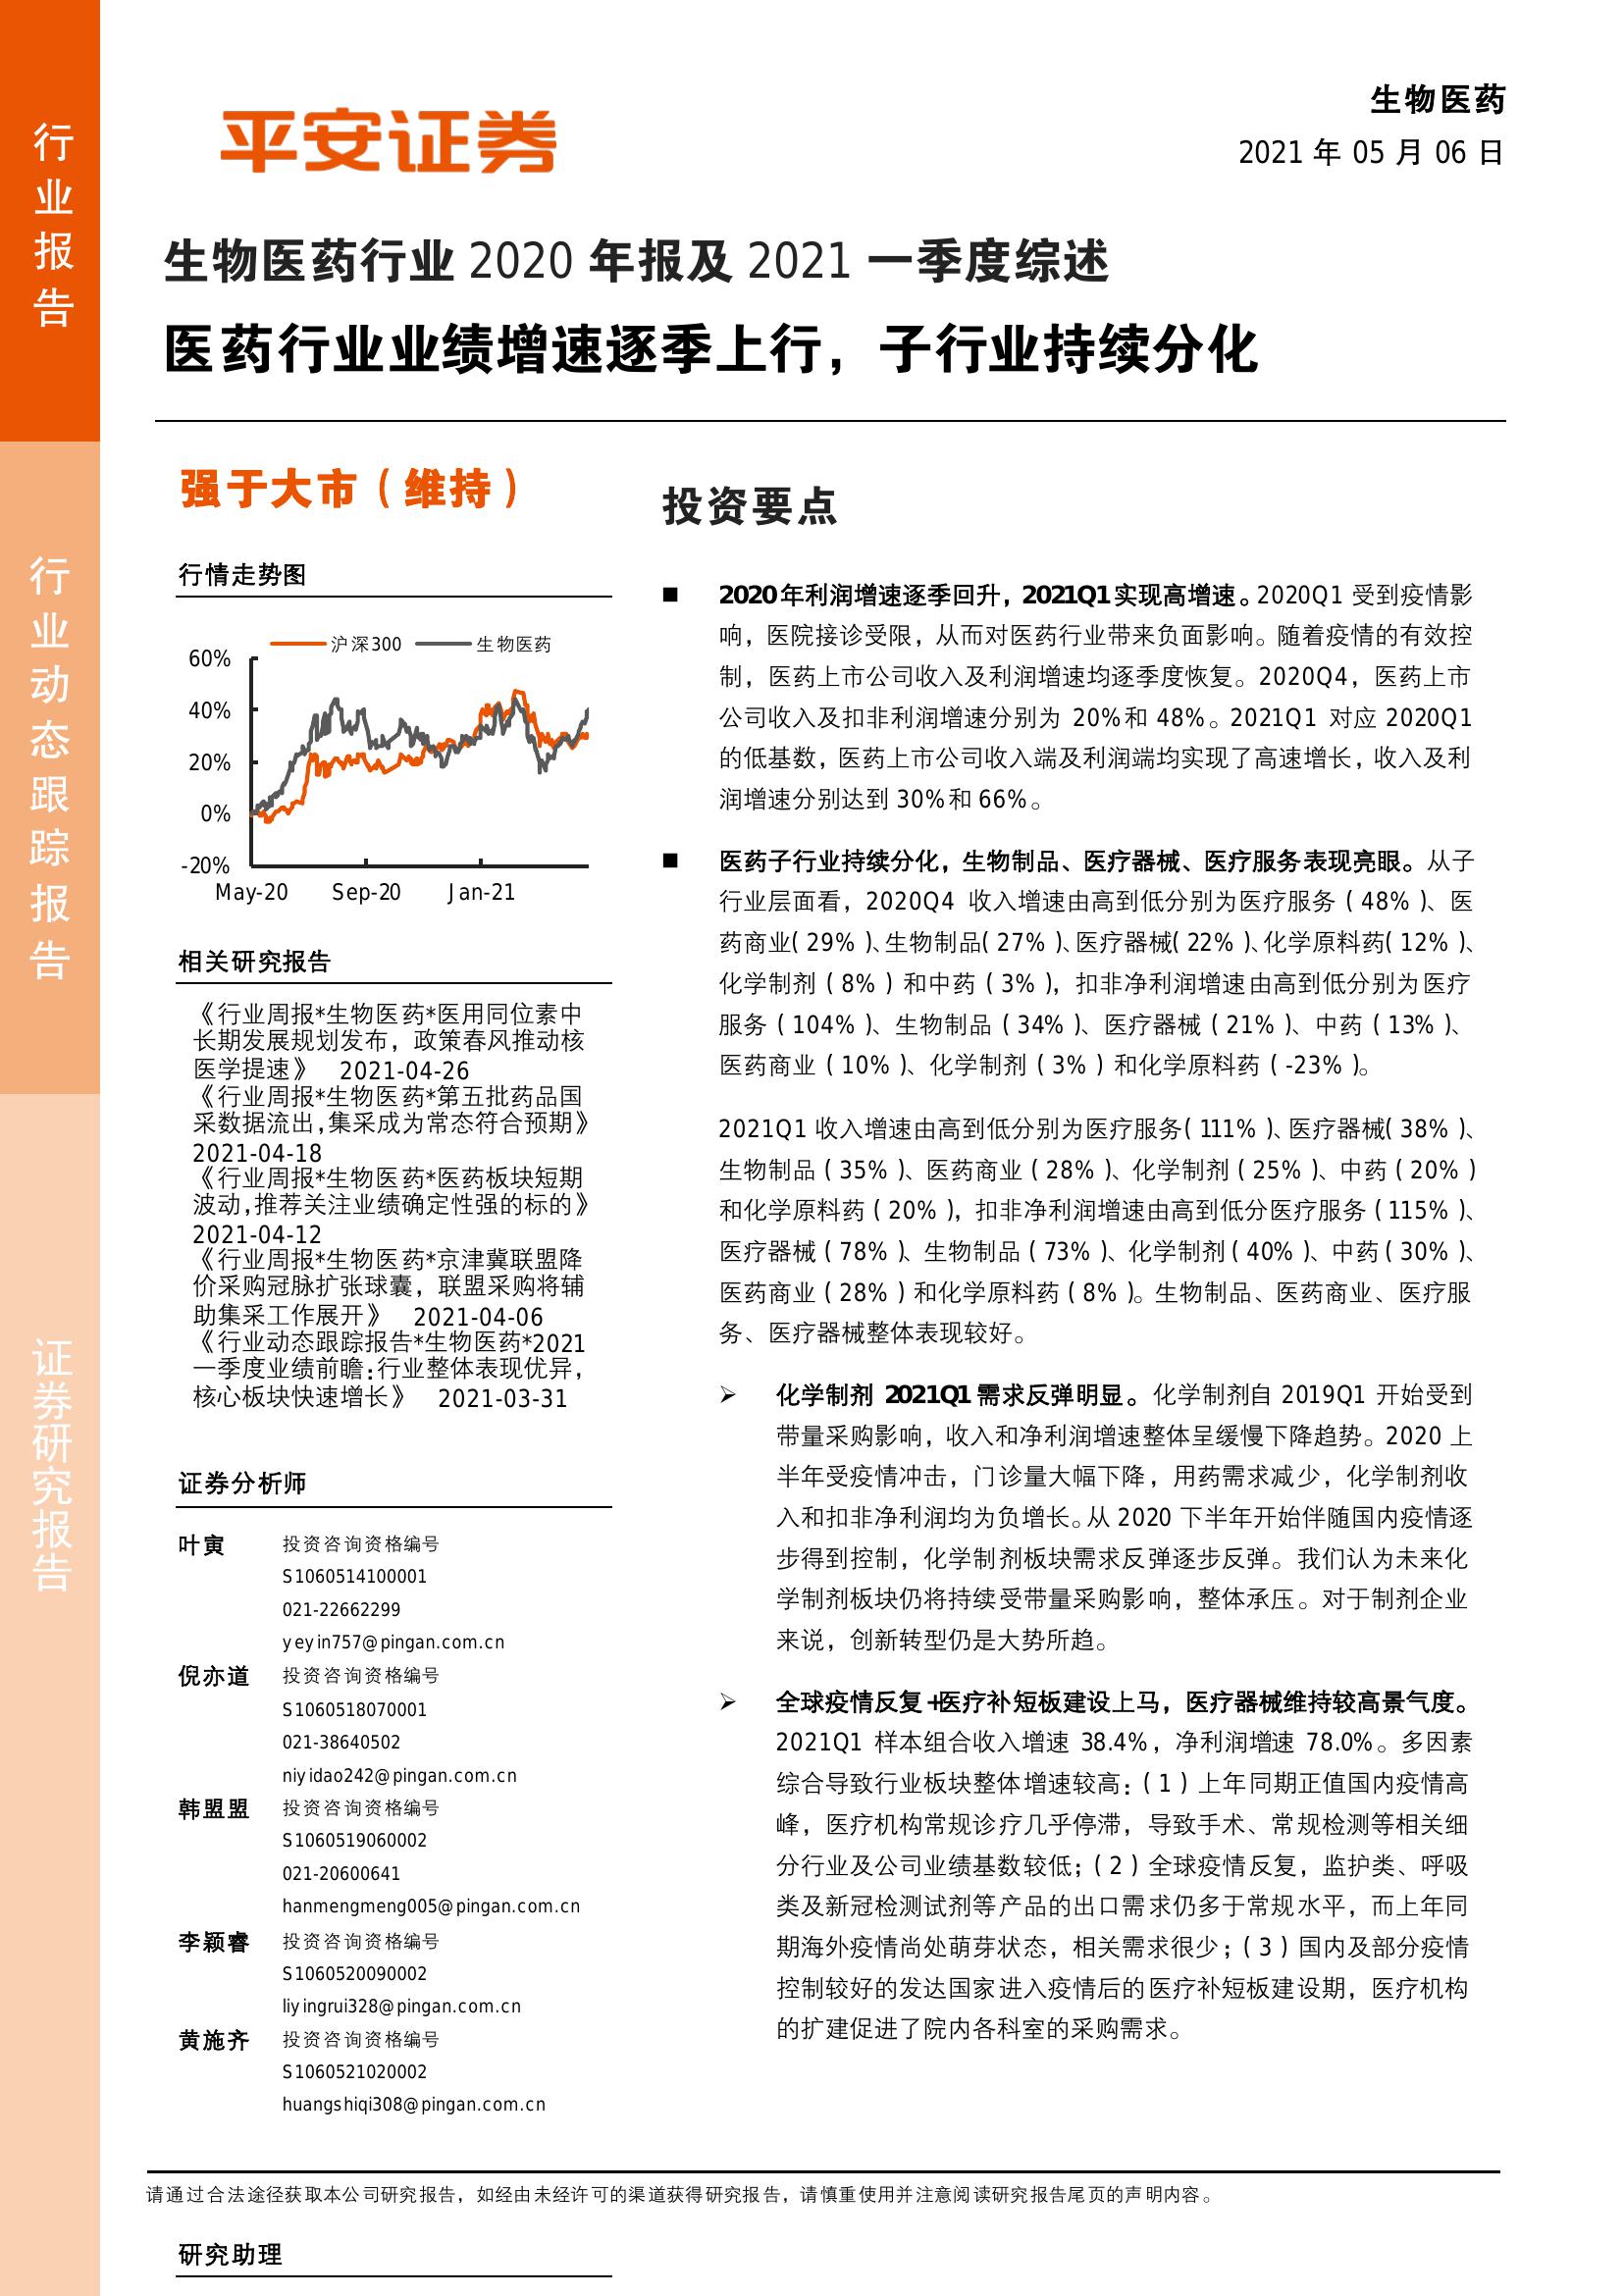 行业报告
行业动态跟踪报告
证券研究报告
平安证券
生物医药
2021 年 05 月 06 日
生物医药行业 2020 年报及 2021 一季度综述
医药行业业绩增速逐季上行，子行业持续分化
强于大市（维持）
行情走势图
沪深300 生物医药
60%
40%
20%
0%
-20%
May-20 Sep-20 Jan-21
相关研究报告
《行业周报*生物医药*医用同位素中
长期发展规划发布，政策春风推动核
医学提速》 2021-04-26
《行业周报*生物医药*第五批药品国
采数据流出,集采成为常态符合预期》
2021-04-18
《行业周报*生物医药*医药板块短期
波动,推荐关注业绩确定性强的标的》
2021-04-12
《行业周报*生物医药*京津冀联盟降
价采购冠脉扩张球囊，联盟采购将辅
助集采工作展开》 2021-04-06
《行业动态跟踪报告*生物医药*2021
一季度业绩前瞻:行业整体表现优异，
核心板块快速增长》 2021-03-31
证券分析师
叶寅 投资咨询资格编号
S1060514100001
021-22662299
yeyin757@pingan.com.cn
倪亦道 投资咨询资格编号
S1060518070001
021-38640502
niyidao242@pingan.com.cn
韩盟盟 投资咨询资格编号
S1060519060002
021-20600641
hanmengmeng005@pingan.com.cn
李颖睿 投资咨询资格编号
S1060520090002
liyingrui328@pingan.com.cn
黄施齐 投资咨询资格编号
S1060521020002
huangshiqi308@pingan.com.cn
投资要点
■ 2020年利润增速逐季回升，2021Q1实现高增速。2020Q1 受到疫情影
响，医院接诊受限，从而对医药行业带来负面影响。随着疫情的有效控
制，医药上市公司收入及利润增速均逐季度恢复。2020Q4，医药上市
公司收入及扣非利润增速分别为 20%和 48%。2021Q1 对应 2020Q1
的低基数，医药上市公司收入端及利润端均实现了高速增长，收入及利
润增速分别达到 30%和 66%。
■ 医药子行业持续分化，生物制品、医疗器械、医疗服务表现亮眼。从子
行业层面看，2020Q4 收入增速由高到低分别为医疗服务（48%）、医
药商业（29%）、生物制品（27%）、医疗器械（22%）、化学原料药（12%）、
化学制剂（8%）和中药（3%），扣非净利润增速由高到低分别为医疗
服务（104%）、生物制品（34%）、医疗器械（21%）、中药（13%）、
医药商业（10%）、化学制剂（3%）和化学原料药（-23%）。
2021Q1 收入增速由高到低分别为医疗服务（111%）、医疗器械（38%）、
生物制品（35%）、医药商业（28%）、化学制剂（25%）、中药（20%）
和化学原料药（20%），扣非净利润增速由高到低分医疗服务（115%）、
医疗器械（78%）、生物制品（73%）、化学制剂（40%）、中药（30%）、
医药商业（28%）和化学原料药（8%）。生物制品、医药商业、医疗服
务、医疗器械整体表现较好。
➢ 化学制剂 2021Q1需求反弹明显。化学制剂自 2019Q1 开始受到
带量采购影响，收入和净利润增速整体呈缓慢下降趋势。2020 上
半年受疫情冲击，门诊量大幅下降，用药需求减少，化学制剂收
入和扣非净利润均为负增长。从 2020 下半年开始伴随国内疫情逐
步得到控制，化学制剂板块需求反弹逐步反弹。我们认为未来化
学制剂板块仍将持续受带量采购影响，整体承压。对于制剂企业
来说，创新转型仍是大势所趋。
➢ 全球疫情反复+医疗补短板建设上马，医疗器械维持较高景气度。
2021Q1 样本组合收入增速 38.4%，净利润增速 78.0%。多因素
综合导致行业板块整体增速较高：（1）上年同期正值国内疫情高
峰，医疗机构常规诊疗几乎停滞，导致手术、常规检测等相关细
分行业及公司业绩基数较低；（2）全球疫情反复，监护类、呼吸
类及新冠检测试剂等产品的出口需求仍多于常规水平，而上年同
期海外疫情尚处萌芽状态，相关需求很少；（3）国内及部分疫情
控制较好的发达国家进入疫情后的医疗补短板建设期，医疗机构
的扩建促进了院内各科室的采购需求。
请通过合法途径获取本公司研究报告，如经由未经许可的渠道获得研究报告，请慎重使用并注意阅读研究报告尾页的声明内容。
研究助理